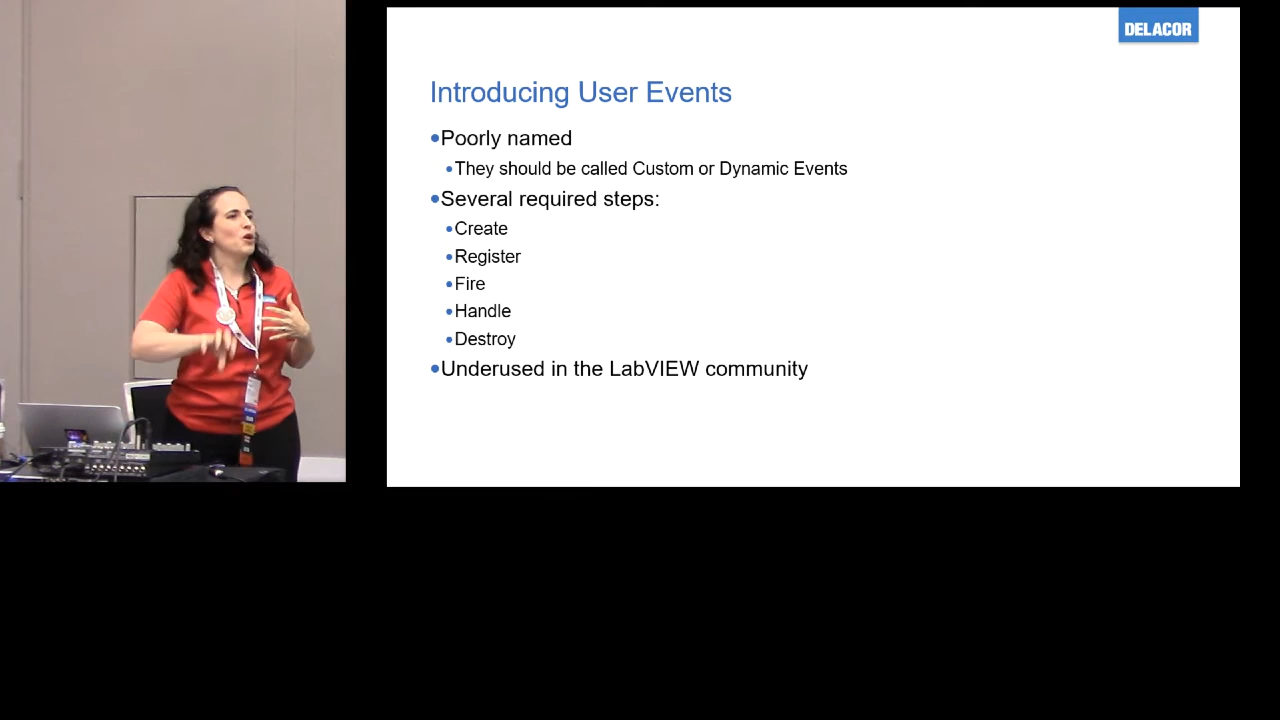 DELACOR
Introducing User Events
•Poorly named
•They should be called Custom or Dynamic Events
•Several required steps:
•Create
•Register
•Fire
•Handle
•Destroy
•Underused in the LabVIEW community